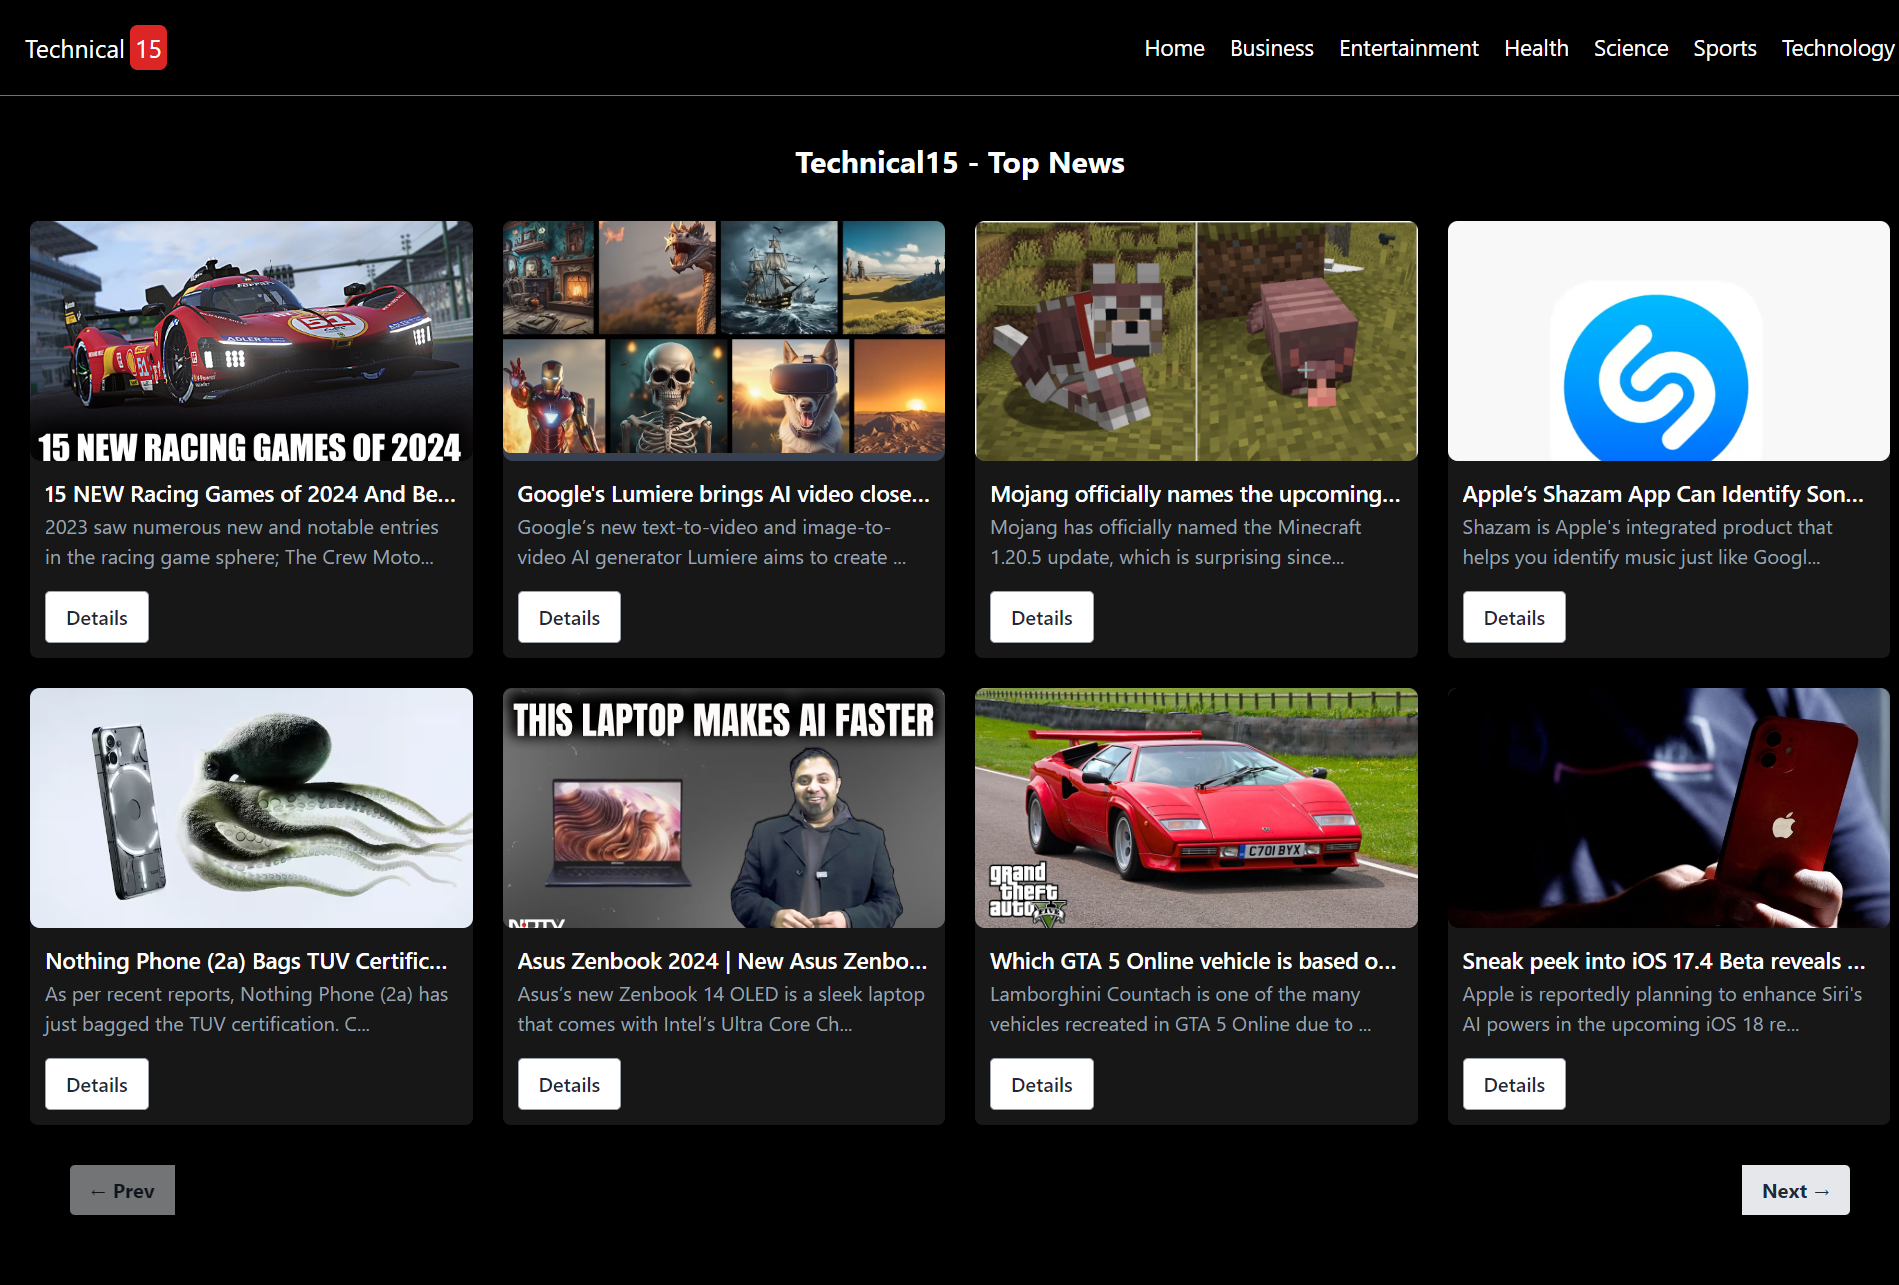 Technical 15
Home Business Entertainment Health Science Sports Technology
Technical15 - Top News
FERRARI
51
ADLER
15 NEW RACING GAMES OF 2024
15 NEW Racing Games of 2024 And Be...
2023 saw numerous new and notable entries
in the racing game sphere; The Crew Moto...
Details
Google's Lumiere brings AI video close...
Google’s new text-to-video and image-to-
video AI generator Lumiere aims to create ...
Details
Mojang officially names the upcoming...
Mojang has officially named the Minecraft
1.20.5 update, which is surprising since...
Details
Apple’s Shazam App Can Identify Son...
Shazam is Apple's integrated product that
helps you identify music just like Googl...
Details
Nothing Phone (2a) Bags TUV Certific...
As per recent reports, Nothing Phone (2a) has
just bagged the TUV certification. C...
Details
THIS LAPTOP MAKES AI FASTER
NDTV
Asus Zenbook 2024 | New Asus Zenbo...
Asus’s new Zenbook 14 OLED is a sleek laptop
that comes with Intel’s Ultra Core Ch...
Details
C701 BYX
grand
theft
auto
FIVE
Which GTA 5 Online vehicle is based o...
Lamborghini Countach is one of the many
vehicles recreated in GTA 5 Online due to ...
Details
Sneak peek into iOS 17.4 Beta reveals ...
Apple is reportedly planning to enhance Siri's
AI powers in the upcoming iOS 18 re...
Details
← Prev
Next →